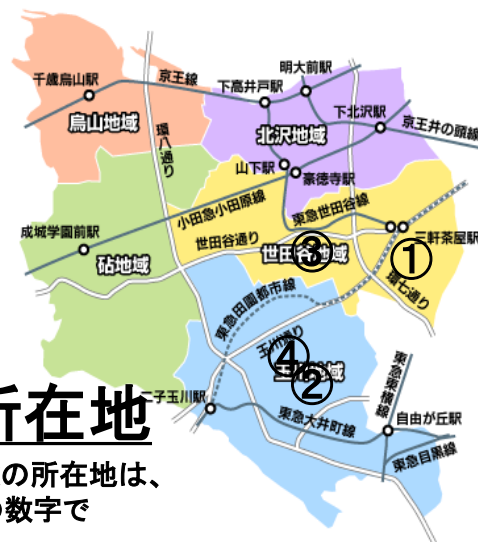 明大前駅
千歳烏山駅
京王線
下高井戸駅
下北沢駅
烏山地域
北沢地域
京王井の頭線
環八通り
山下駅
豪徳寺駅
小田急小田原線
東急世田谷線
成城学園前駅
世田谷通り
三軒茶屋駅
砧地域
世田谷地域
③
①
環七通り
東急田園都市線
玉川通り
④
②
二子玉川駅
東急東横線
所在地
東急大井町線
自由が丘駅
東急目黒線
の所在地は、
の数字で